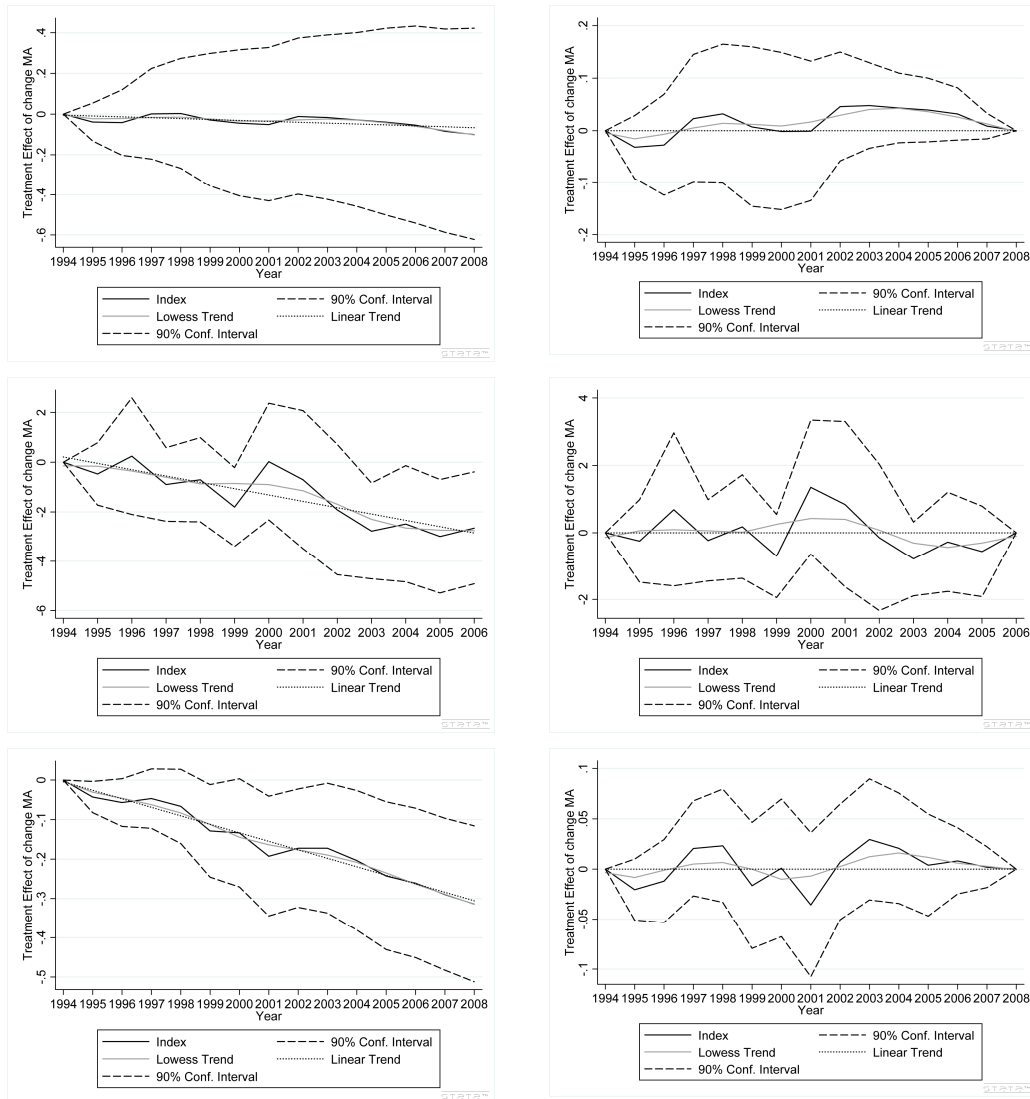 Treatment Effect of change MA
.4
.2
0
-.2
-.4
-.6
1994 1995 1996 1997 1998 1999 2000 2001 2002 2003 2004 2005 2006 2007 2008
Year
Index
90% Conf. Interval
Lowess Trend
Linear Trend
90% Conf. Interval
STATA™
Treatment Effect of change MA
.2
.1
0
-.1
-.2
1994 1995 1996 1997 1998 1999 2000 2001 2002 2003 2004 2005 2006 2007 2008
Year
Index
90% Conf. Interval
Lowess Trend
Linear Trend
90% Conf. Interval
STATA™
Treatment Effect of change MA
.2
0
-.2
-.4
-.6
1994 1995 1996 1997 1998 1999 2000 2001 2002 2003 2004 2005 2006
Year
Index
90% Conf. Interval
Lowess Trend
Linear Trend
90% Conf. Interval
STATA™
Treatment Effect of change MA
.4
.2
0
-.2
1994 1995 1996 1997 1998 1999 2000 2001 2002 2003 2004 2005 2006
Year
Index
90% Conf. Interval
Lowess Trend
Linear Trend
90% Conf. Interval
STATA™
Treatment Effect of change MA
0
-.1
-.2
-.3
-.4
-.5
1994 1995 1996 1997 1998 1999 2000 2001 2002 2003 2004 2005 2006 2007 2008
Year
Index
90% Conf. Interval
Lowess Trend
Linear Trend
90% Conf. Interval
STATA™
Treatment Effect of change MA
.1
.05
0
-.05
-.1
1994 1995 1996 1997 1998 1999 2000 2001 2002 2003 2004 2005 2006 2007 2008
Year
Index
90% Conf. Interval
Lowess Trend
Linear Trend
90% Conf. Interval
STATA™